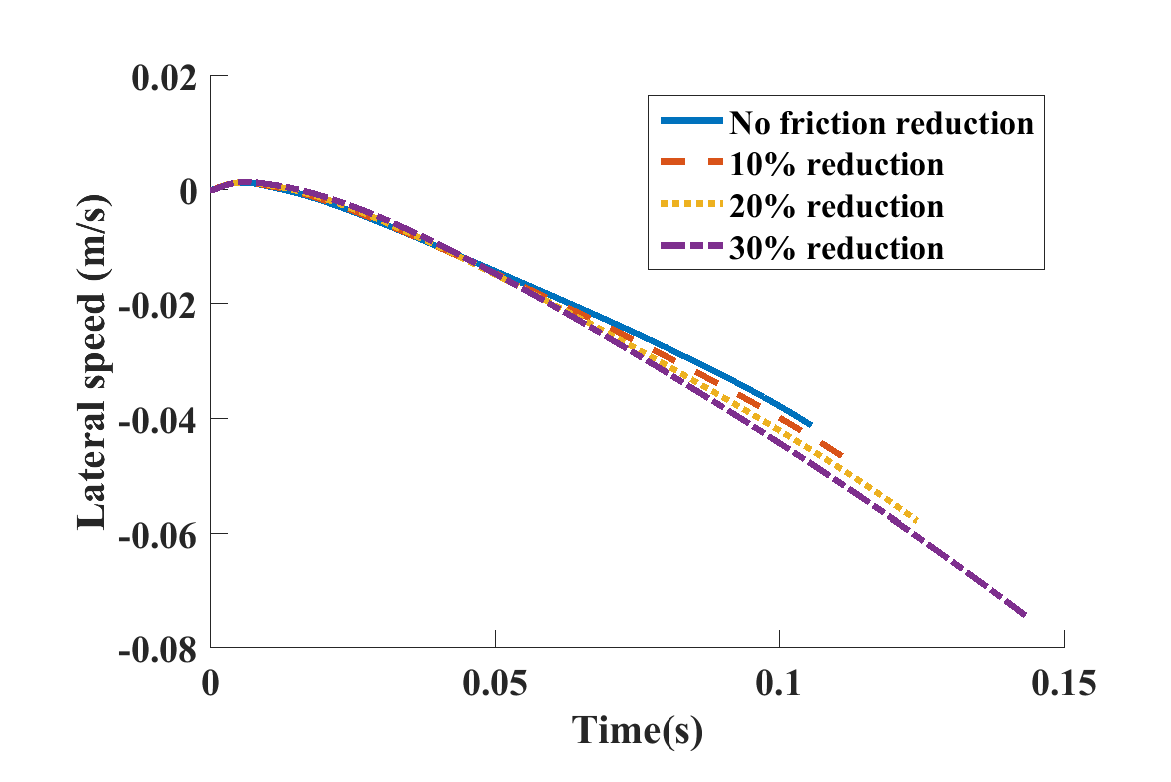 0.02
0
-0.02
-0.04
-0.06
-0.08
Lateral speed (m/s)
No friction reduction
10% reduction
20% reduction
30% reduction
0
0.05
0.1
0.15
Time(s)